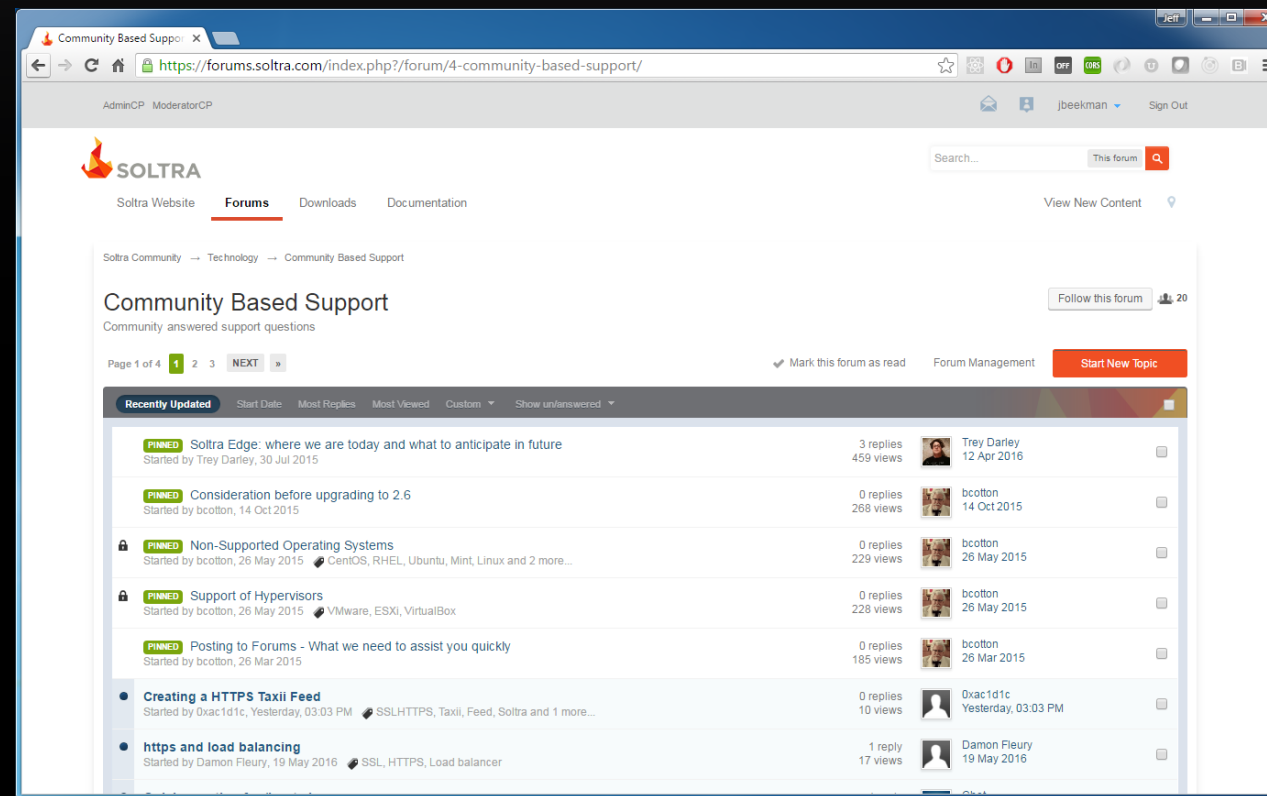 Jeff
Community Based Suppor
https://forums.soltra.com/index.php?/forum/4-community-based-support/
In OFF CORS
AdminCP ModeratorCP
jbeekman Sign Out
SOLTRA
Search... This forum
Soltra Website Forums Downloads Documentation
View New Content
Soltra Community → Technology → Community Based Support
Community Based Support
Follow this forum 20
Community answered support questions
Page 1 of 4 1 2 3 NEXT »
Mark this forum as read Forum Management Start New Topic
Recently Updated Start Date Most Replies Most Viewed Custom Show un/answered
PINNED Soltra Edge: where we are today and what to anticipate in future
Started by Trey Darley, 30 Jul 2015
3 replies
459 views
Trey Darley
12 Apr 2016
PINNED Consideration before upgrading to 2.6
Started by bcotton, 14 Oct 2015
0 replies
268 views
bcotton
14 Oct 2015
PINNED Non-Supported Operating Systems
Started by bcotton, 26 May 2015 CentOS, RHEL, Ubuntu, Mint, Linux and 2 more...
0 replies
229 views
bcotton
26 May 2015
PINNED Support of Hypervisors
Started by bcotton, 26 May 2015 VMware, ESXi, VirtualBox
0 replies
228 views
bcotton
26 May 2015
PINNED Posting to Forums - What we need to assist you quickly
Started by bcotton, 26 Mar 2015
0 replies
185 views
bcotton
26 Mar 2015
Creating a HTTPS Taxii Feed
Started by 0xac1d1c, Yesterday, 03:03 PM SSLHTTPS, Taxii, Feed, Soltra and 1 more...
0 replies
10 views
0xac1d1c
Yesterday, 03:03 PM
https and load balancing
Started by Damon Fleury, 19 May 2016 SSL, HTTPS, Load balancer
1 reply
17 views
Damon Fleury
19 May 2016